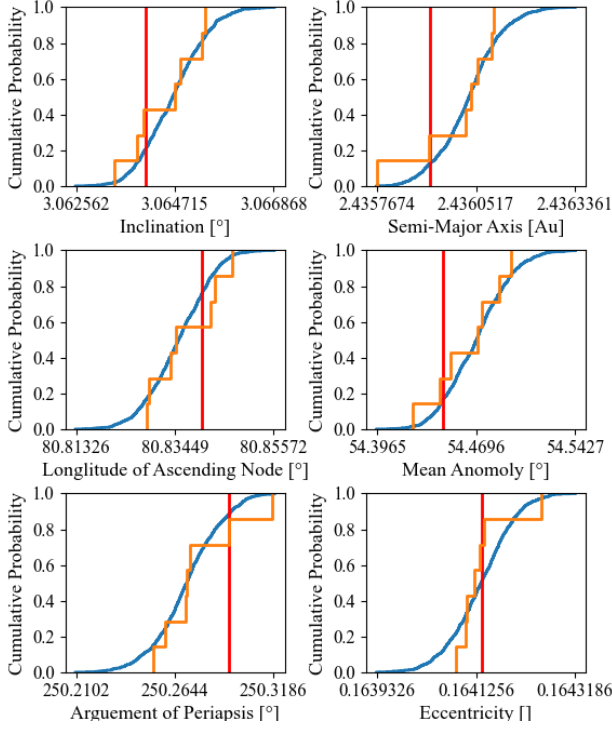 1.0 1.0
0.8 0.8
0.6 0.6
0.4 0.4
0.2 0.2
0.0 0.0
Cumulative Probability Cumulative Probability
3.062562 3.064715 3.066868 2.4357674 2.4360517 2.4363361
Inclination [°] Semi-Major Axis [Au]
1.0 1.0
0.8 0.8
0.6 0.6
0.4 0.4
0.2 0.2
0.0 0.0
Cumulative Probability Cumulative Probability
80.81326 80.83449 80.85572 54.3965 54.4696 54.5427
Longlitude of Ascending Node [°] Mean Anomoly [°]
1.0 1.0
0.8 0.8
0.6 0.6
0.4 0.4
0.2 0.2
0.0 0.0
Cumulative Probability Cumulative Probability
250.2102 250.2644 250.3186 0.1639326 0.1641256 0.1643186
Arguement of Periapsis [°] Eccentricity []